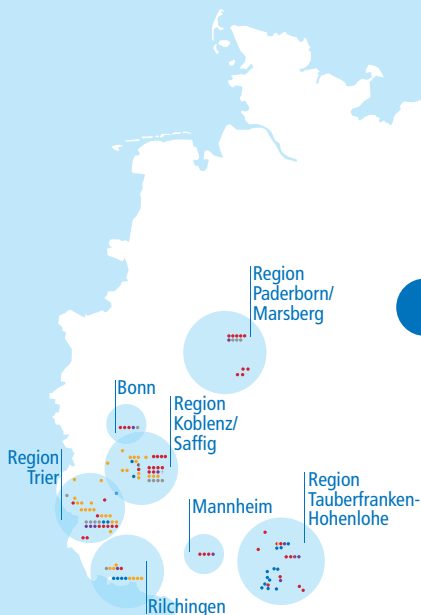 Region
Paderborn/
Marsberg
Bonn
Region
Koblenz/
Saffig
Region
Trier
Mannheim
Region
Tauberfranken-
Hohenlohe
Rilchingen